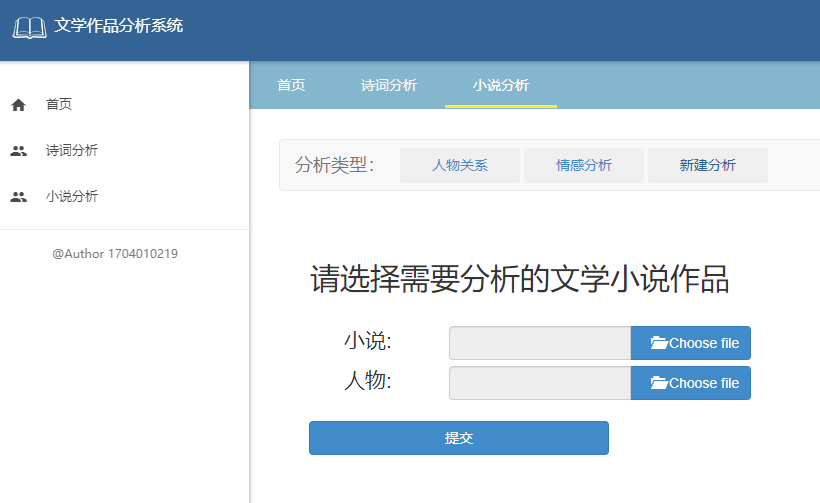 文学作品分析系统
首页 诗词分析 小说分析
首页
诗词分析
小说分析
@Author 1704010219
分析类型： 人物关系 情感分析 新建分析
请选择需要分析的文学小说作品
小说: Choose file
人物: Choose file
提交